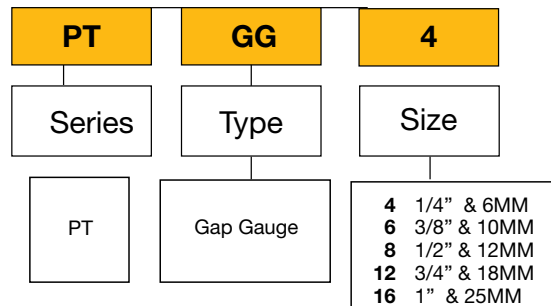 PT GG 4
Series Type Size
PT
Gap Gauge
4 1/4” & 6MM
6 3/8” & 10MM
8 1/2” & 12MM
12 3/4” & 18MM
16 1” & 25MM